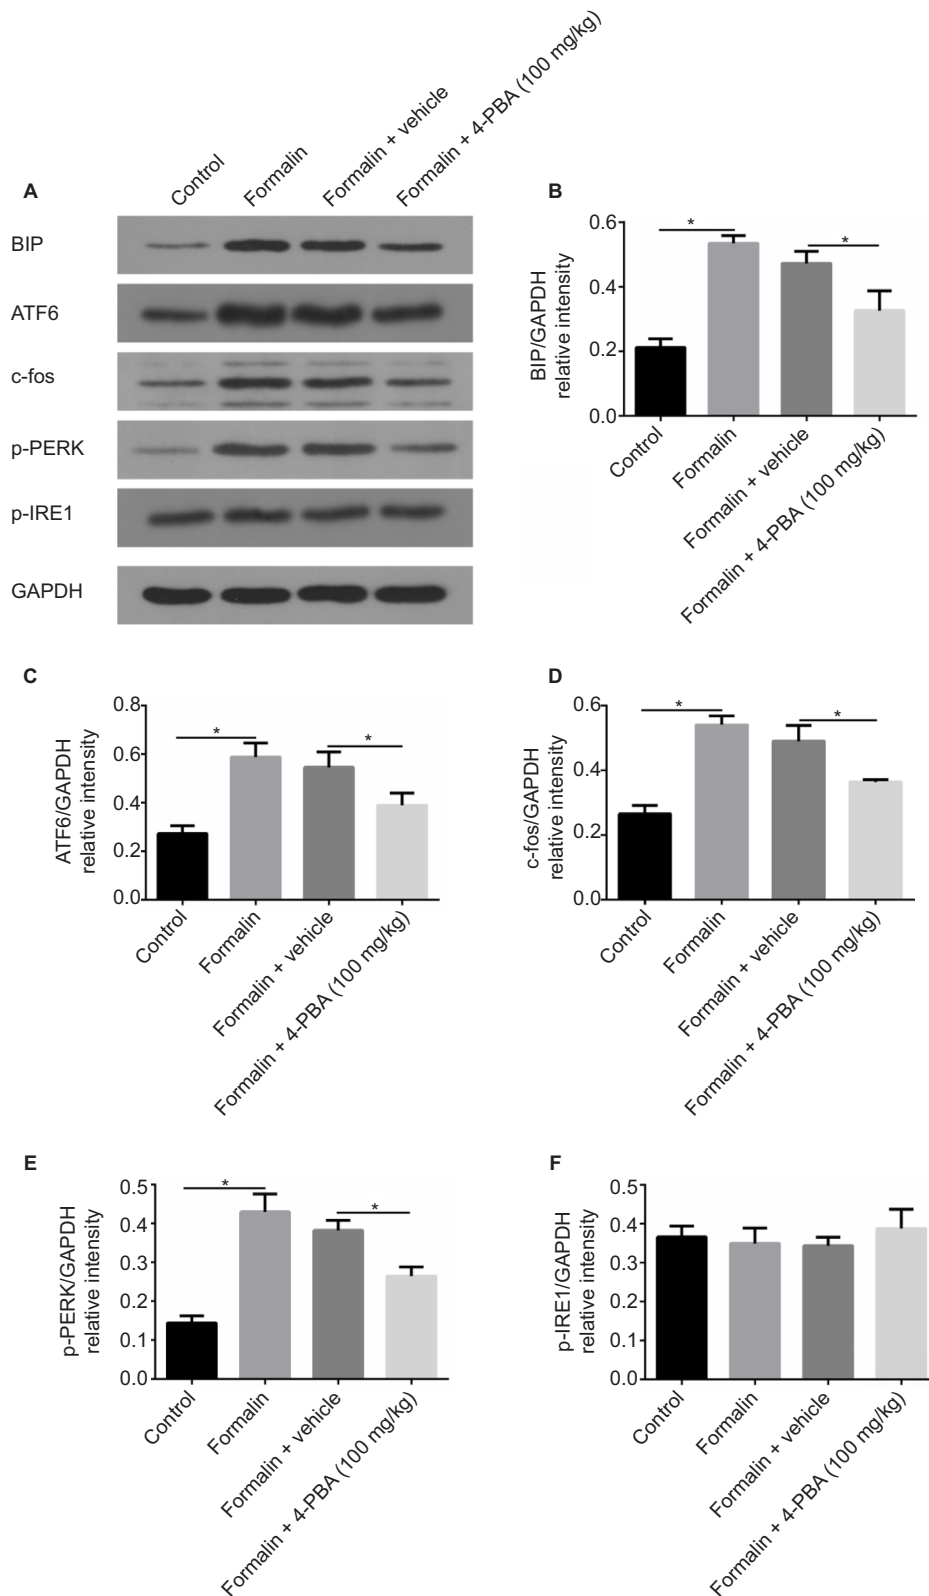 A
Control
Formalin
Formalin + vehicle
Formalin + 4-PBA (100 mg/kg)
BIP
ATF6
c-fos
p-PERK
p-IRE1
GAPDH
B
BIP/GAPDH
relative intensity
0.6
0.4
0.2
0.0
*
*
Control
Formalin
Formalin + vehicle
Formalin + 4-PBA (100 mg/kg)
C
ATF6/GAPDH
relative intensity
0.8
0.6
0.4
0.2
0.0
*
*
Control
Formalin
Formalin + vehicle
Formalin + 4-PBA (100 mg/kg)
D
c-fos/GAPDH
relative intensity
0.6
0.4
0.2
0.0
*
*
Control
Formalin
Formalin + vehicle
Formalin + 4-PBA (100 mg/kg)
E
p-PERK/GAPDH
relative intensity
0.5
0.4
0.3
0.2
0.1
0.0
*
*
Control
Formalin
Formalin + vehicle
Formalin + 4-PBA (100 mg/kg)
F
p-IRE1/GAPDH
relative intensity
0.5
0.4
0.3
0.2
0.1
0.0
Control
Formalin
Formalin + vehicle
Formalin + 4-PBA (100 mg/kg)